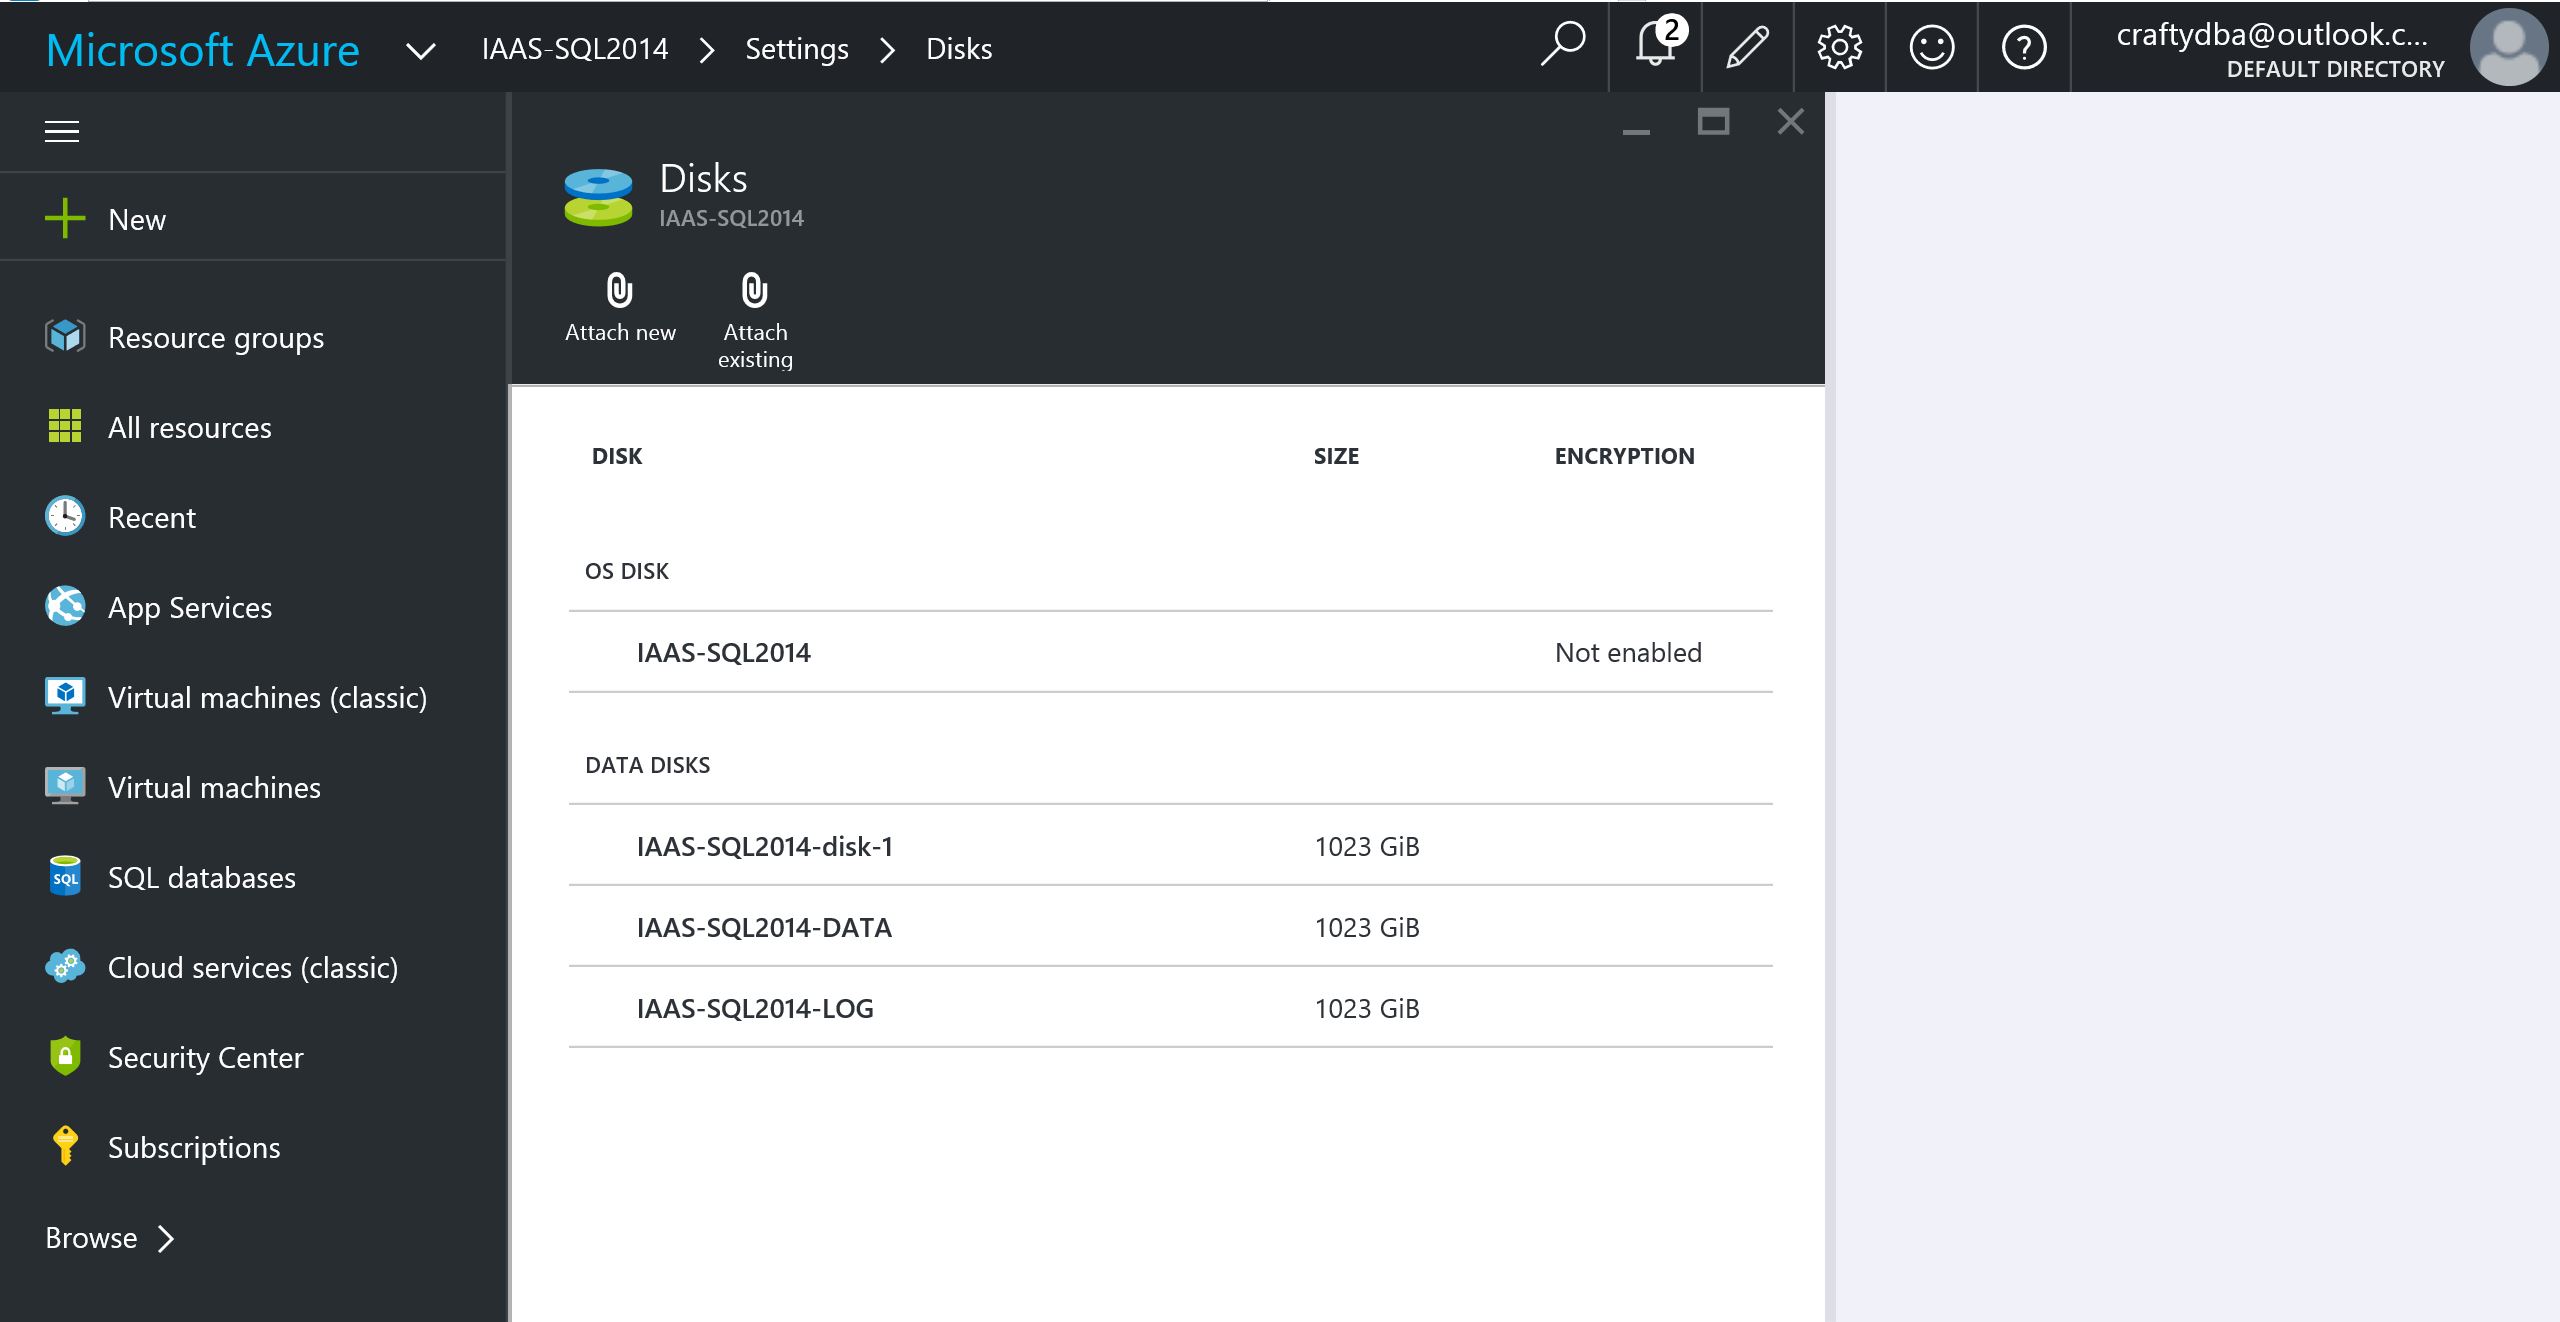 Microsoft Azure
IAAS-SQL2014 > Settings > Disks
2
craftydba@outlook.c...
DEFAULT DIRECTORY
New
Resource groups
All resources
Recent
App Services
Virtual machines (classic)
Virtual machines
SQL
SQL databases
Cloud services (classic)
Security Center
Subscriptions
Browse >
Disks
IAAS-SQL2014
Attach new
Attach existing
DISK SIZE ENCRYPTION
OS DISK
IAAS-SQL2014 Not enabled
DATA DISKS
IAAS-SQL2014-disk-1 1023 GiB
IAAS-SQL2014-DATA 1023 GiB
IAAS-SQL2014-LOG 1023 GiB